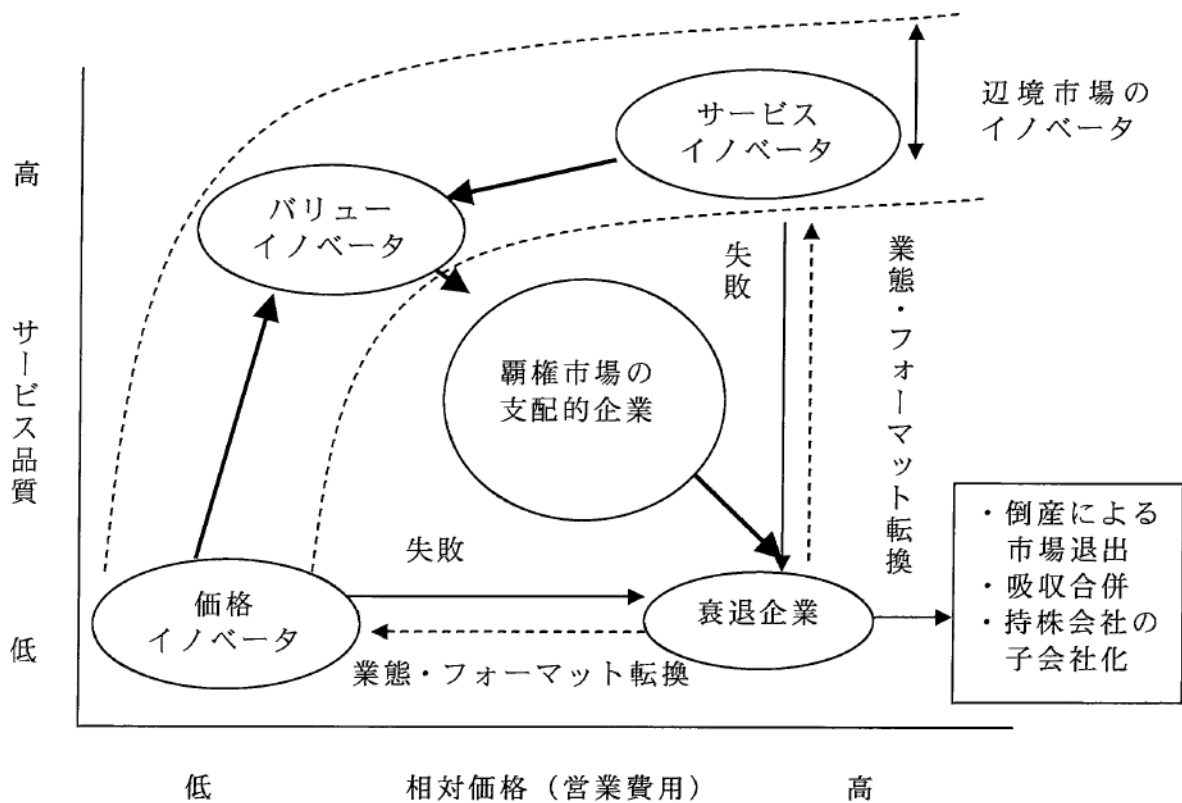 サービス
イノベータ
辺境市場の
イノベータ
高
バリュー
イノベータ
失敗
業態・フォーマット転換
サービス品質
覇権市場の
支配的企業
・倒産による
市場退出
・吸収合併
・持株会社の
子会社化
失敗
価格
イノベータ
衰退企業
低
業態・フォーマット転換
低
相対価格（営業費用）
高